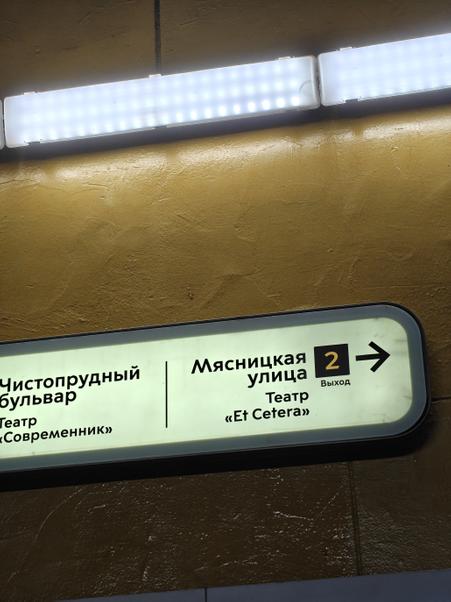 Чистопрудный
бульвар
Театр
«Современник»
Мясницкая
улица
Театр
«Et Cetera»
2
Выход
→